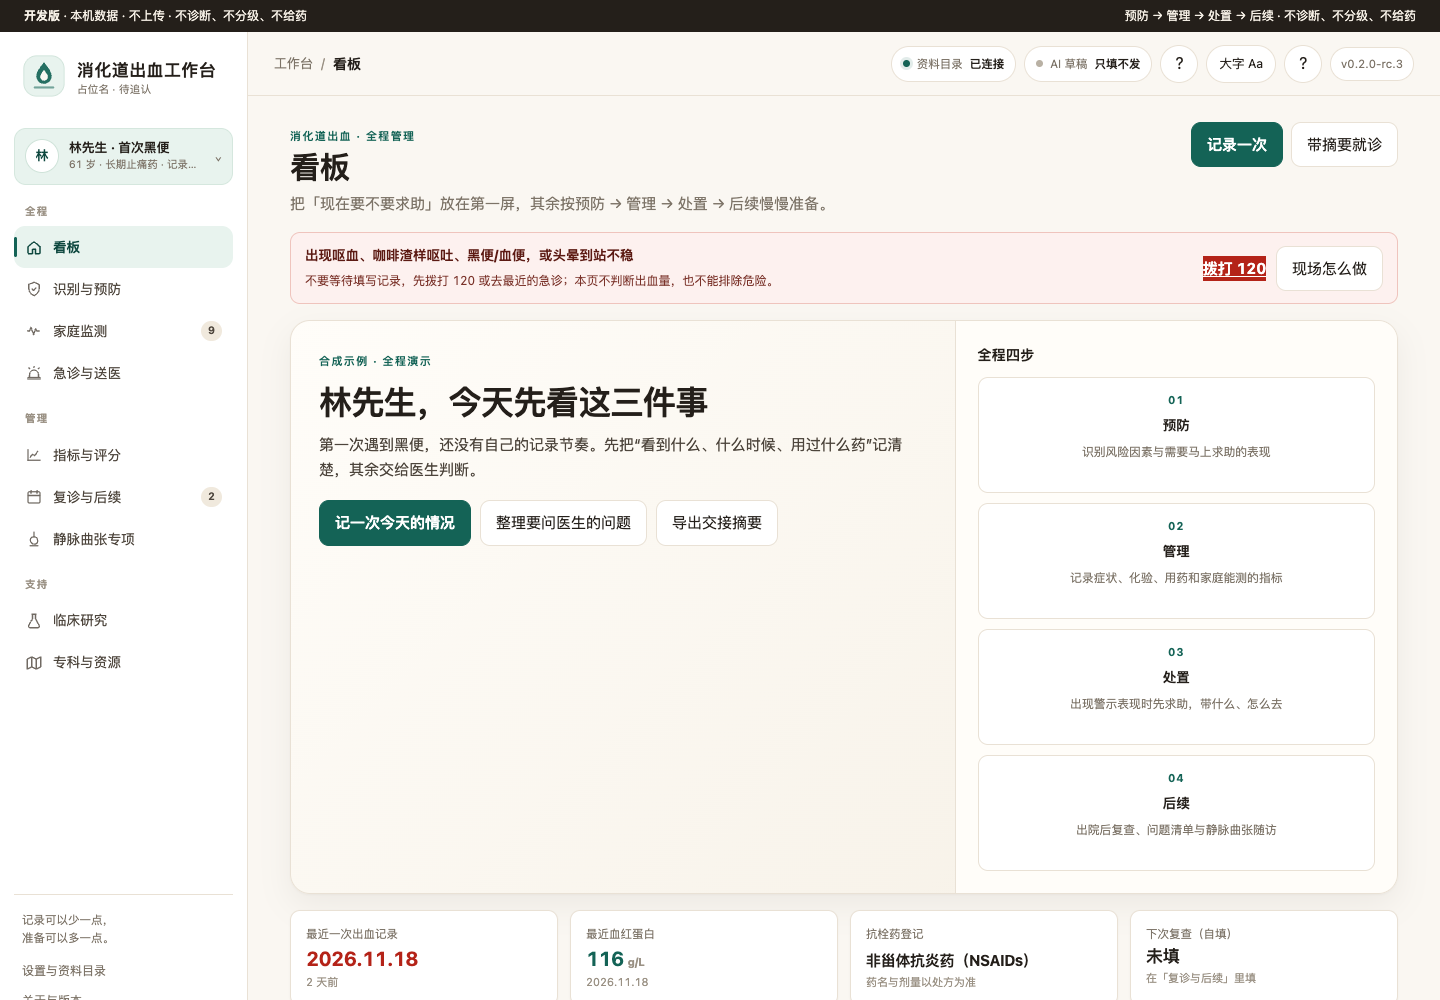 开发版 · 本机数据 · 不上传 · 不诊断、不分级、不给药
预防 → 管理 → 处置 → 后续 · 不诊断、不分级、不给药
消化道出血工作台
占位名 · 待追认
林
林先生 · 首次黑便
61 岁 · 长期止痛药 · 记录...
全程
看板
识别与预防
家庭监测
9
急诊与送医
管理
指标与评分
复诊与后续
2
静脉曲张专项
支持
临床研究
专科与资源
记录可以少一点，
准备可以多一点。
设置与资料目录
关于与版本
工作台 / 看板
资料目录 已连接
AI 草稿 只填不发
?
大字 Aa
?
v0.2.0-rc.3
消化道出血 · 全程管理
看板
把「现在要不要求助」放在第一屏，其余按预防 → 管理 → 处置 → 后续慢慢准备。
记录一次
带摘要就诊
出现呕血、咖啡渣样呕吐、黑便/血便，或头晕到站不稳
不要等待填写记录，先拨打 120 或去最近的急诊；本页不判断出血量，也不能排除危险。
拨打 120
现场怎么做
合成示例 · 全程演示
林先生，今天先看这三件事
第一次遇到黑便，还没有自己的记录节奏。先把“看到什么、什么时候、用过什么药”记清
楚，其余交给医生判断。
记一次今天的情况
整理要问医生的问题
导出交接摘要
全程四步
01
预防
识别风险因素与需要马上求助的表现
02
管理
记录症状、化验、用药和家庭能测的指标
03
处置
出现警示表现时先求助，带什么、怎么去
04
后续
出院后复查、问题清单与静脉曲张随访
最近一次出血记录
2026.11.18
2 天前
最近血红蛋白
116 g/L
2026.11.18
抗栓药登记
非甾体抗炎药（NSAIDs）
药名与剂量以处方为准
下次复查（自填）
未填
在「复诊与后续」里填